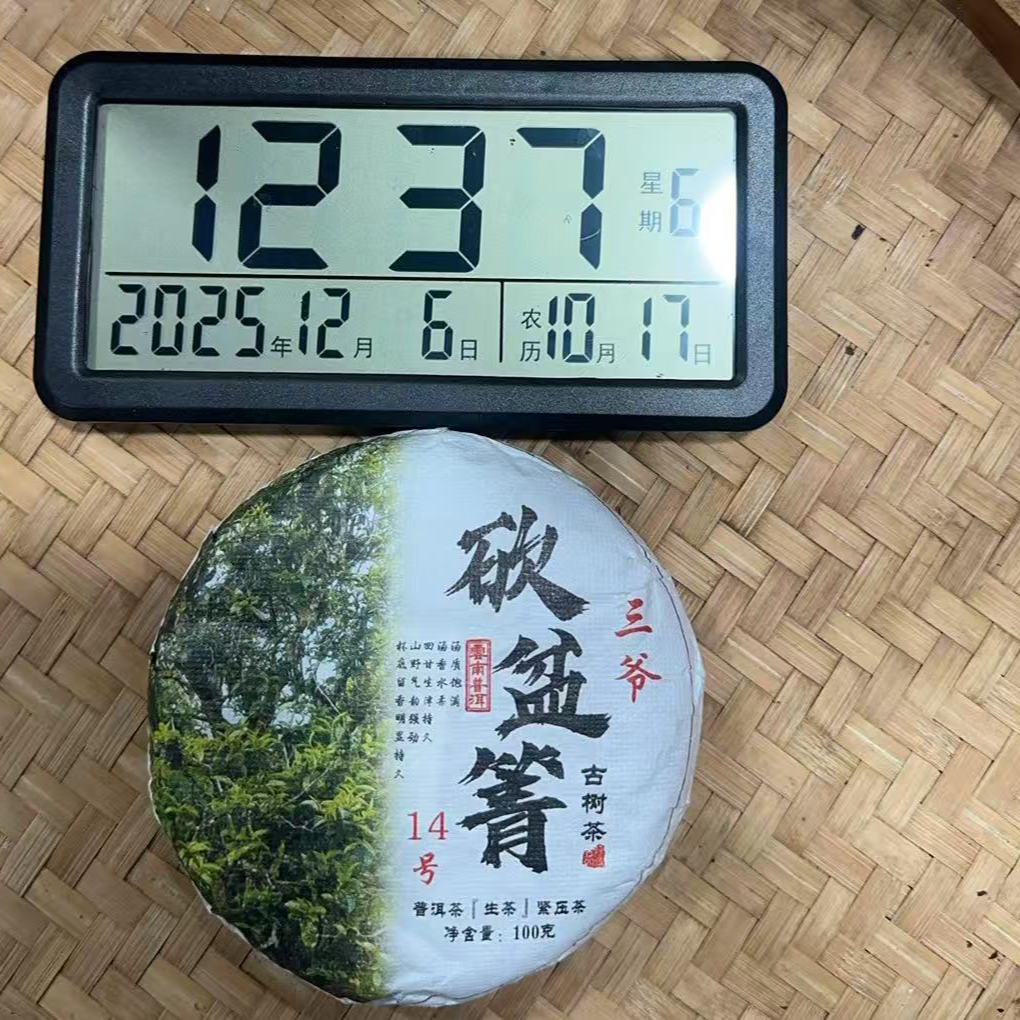 12 37 星期6
2025年12月6日 农历10月17日
砍盆箐
三爷
云南普洱
汤质饱满
汤香水柔
回甘生津持久
山野气韵强劲
杯底留香明显持久
古树茶
14号
普洱茶『生茶』紧压茶
净含量：100克